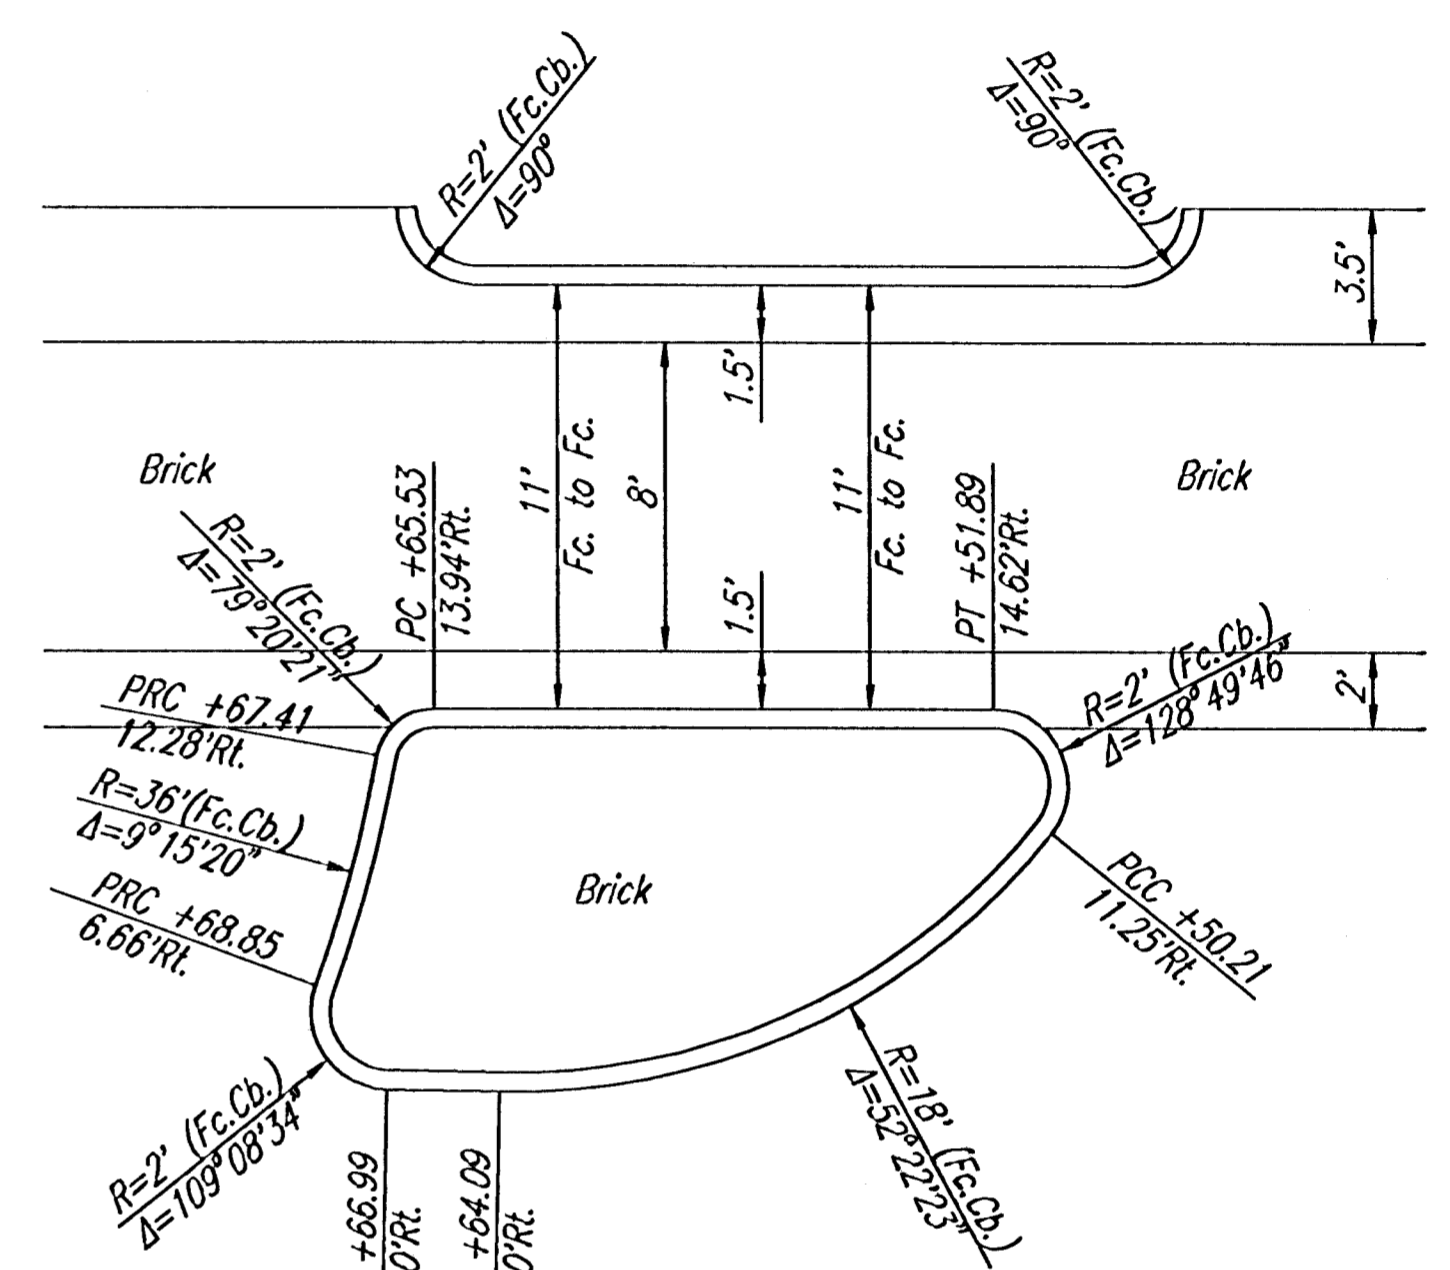 R=2' (Fc.Cb.)
Δ=90°
R=2' (Fc.Cb.)
Δ=90°
3.5'
1.5'
11'
Fc. to Fc.
8'
11'
Fc. to Fc.
Brick
Brick
PC +65.53
13.94'Rt.
PT +51.89
14.62'Rt.
1.5'
R=2' (Fc.Cb.)
Δ=79°20'21"
R=2' (Fc.Cb.)
Δ=128°49'46"
2'
PRC +67.41
12.28'Rt.
R=36'(Fc.Cb.)
Δ=9°15'20"
PRC +68.85
6.66'Rt.
Brick
PCC +50.21
11.25'Rt.
R=2' (Fc.Cb.)
Δ=109°08'34"
R=18' (Fc.Cb.)
Δ=52°22'23"
+66.99
0'Rt.
+64.09
0'Rt.